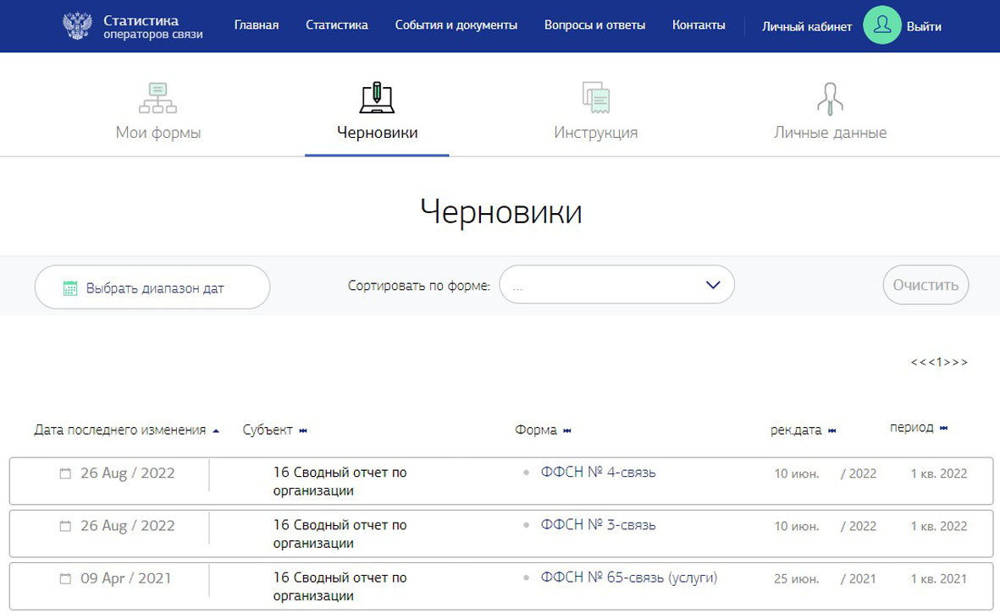 Статистика
операторов связи
Главная Статистика События и документы Вопросы и ответы Контакты Личный кабинет Выйти
Мои формы Черновики Инструкция Личные данные
Черновики
Выбрать диапазон дат Сортировать по форме: ... Очистить
<<<1>>>
Дата последнего изменения Субъект Форма рек.дата период
26 Aug / 2022 16 Сводный отчет по ФФСН № 4-связь 10 июн. / 2022 1 кв. 2022
организации
26 Aug / 2022 16 Сводный отчет по ФФСН № 3-связь 10 июн. / 2022 1 кв. 2022
организации
09 Apr / 2021 16 Сводный отчет по ФФСН № 65-связь (услуги) 25 июн. / 2021 1 кв. 2021
организации